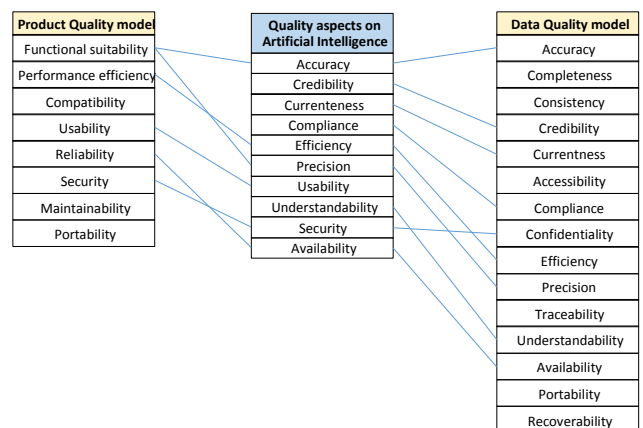 Product Quality model
Functional suitability
Performance efficiency
Compatibility
Usability
Reliability
Security
Maintainability
Portability
Quality aspects on
Artificial Intelligence
Accuracy
Credibility
Currenteness
Compliance
Efficiency
Precision
Usability
Understandability
Security
Availability
Data Quality model
Accuracy
Completeness
Consistency
Credibility
Currentness
Accessibility
Compliance
Confidentiality
Efficiency
Precision
Traceability
Understandability
Availability
Portability
Recoverability